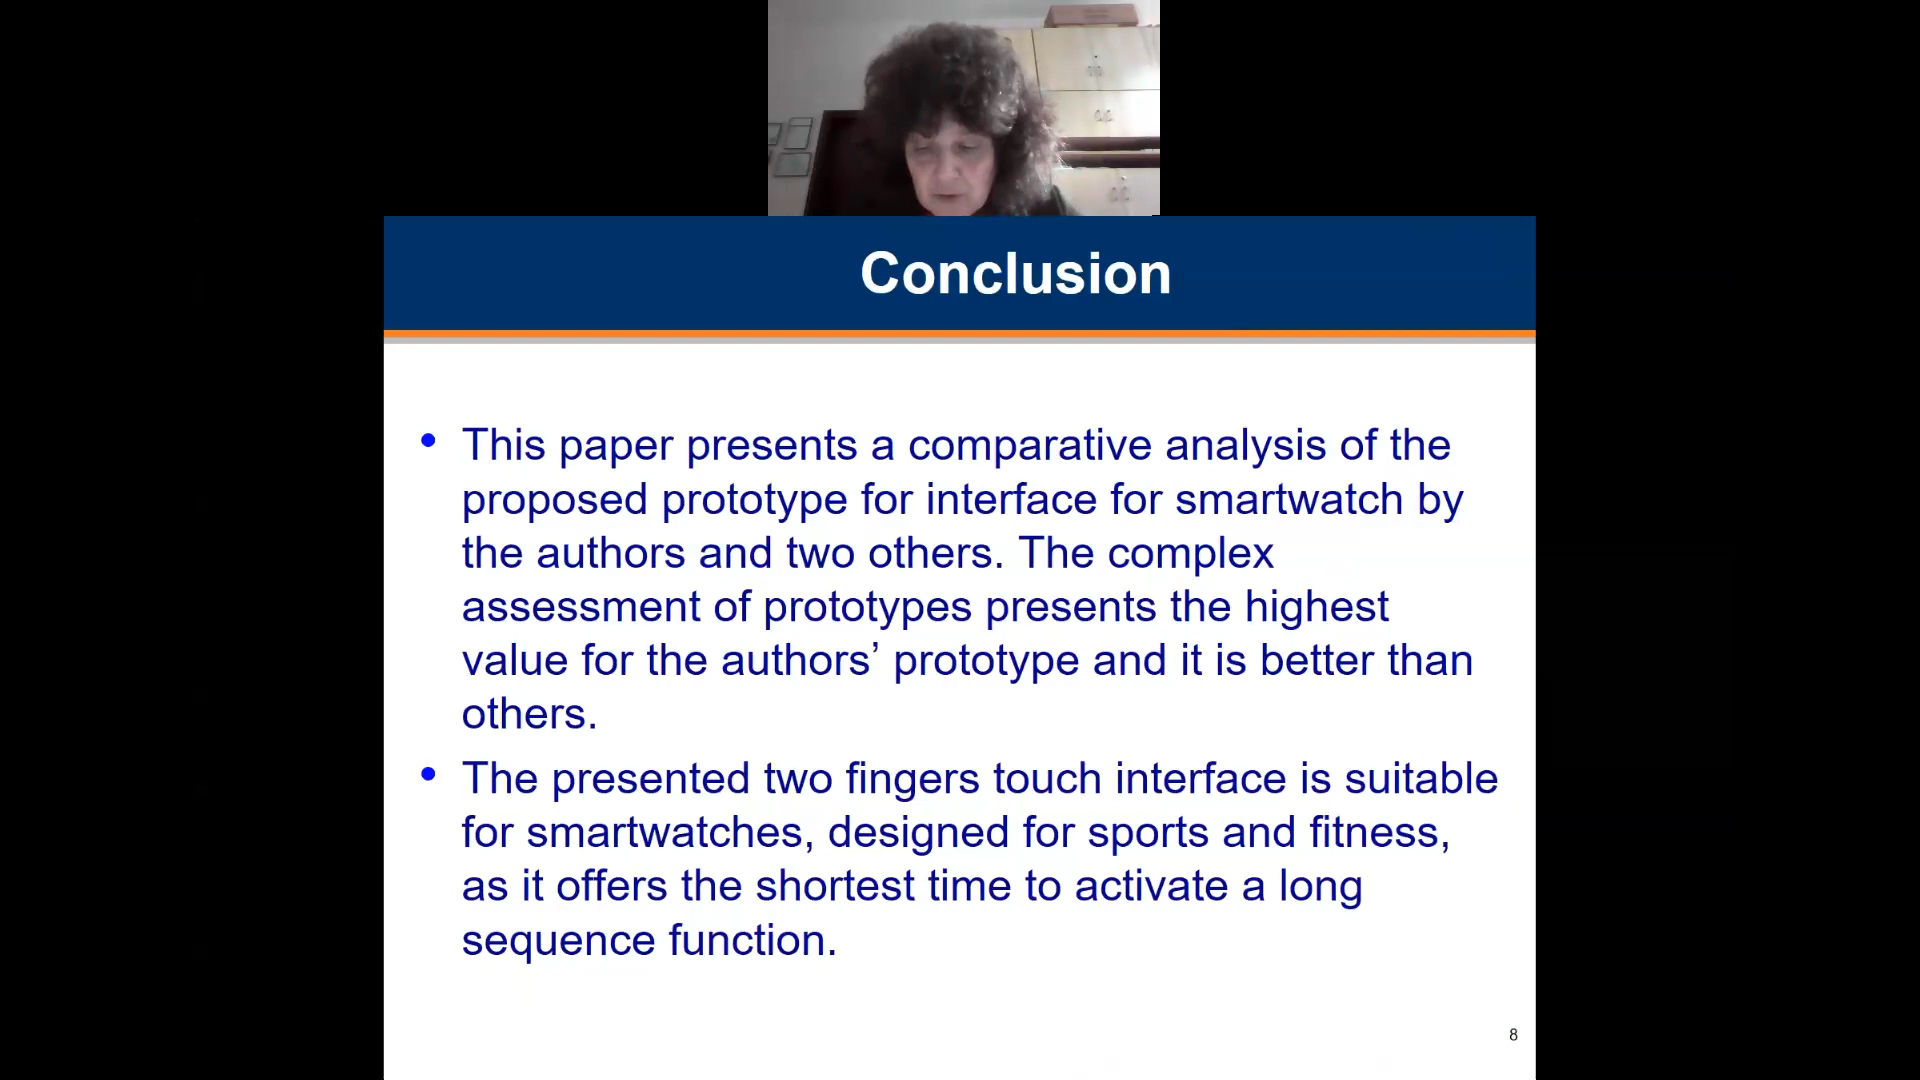 Conclusion
• This paper presents a comparative analysis of the
proposed prototype for interface for smartwatch by
the authors and two others. The complex
assessment of prototypes presents the highest
value for the authors’ prototype and it is better than
others.
• The presented two fingers touch interface is suitable
for smartwatches, designed for sports and fitness,
as it offers the shortest time to activate a long
sequence function.
8